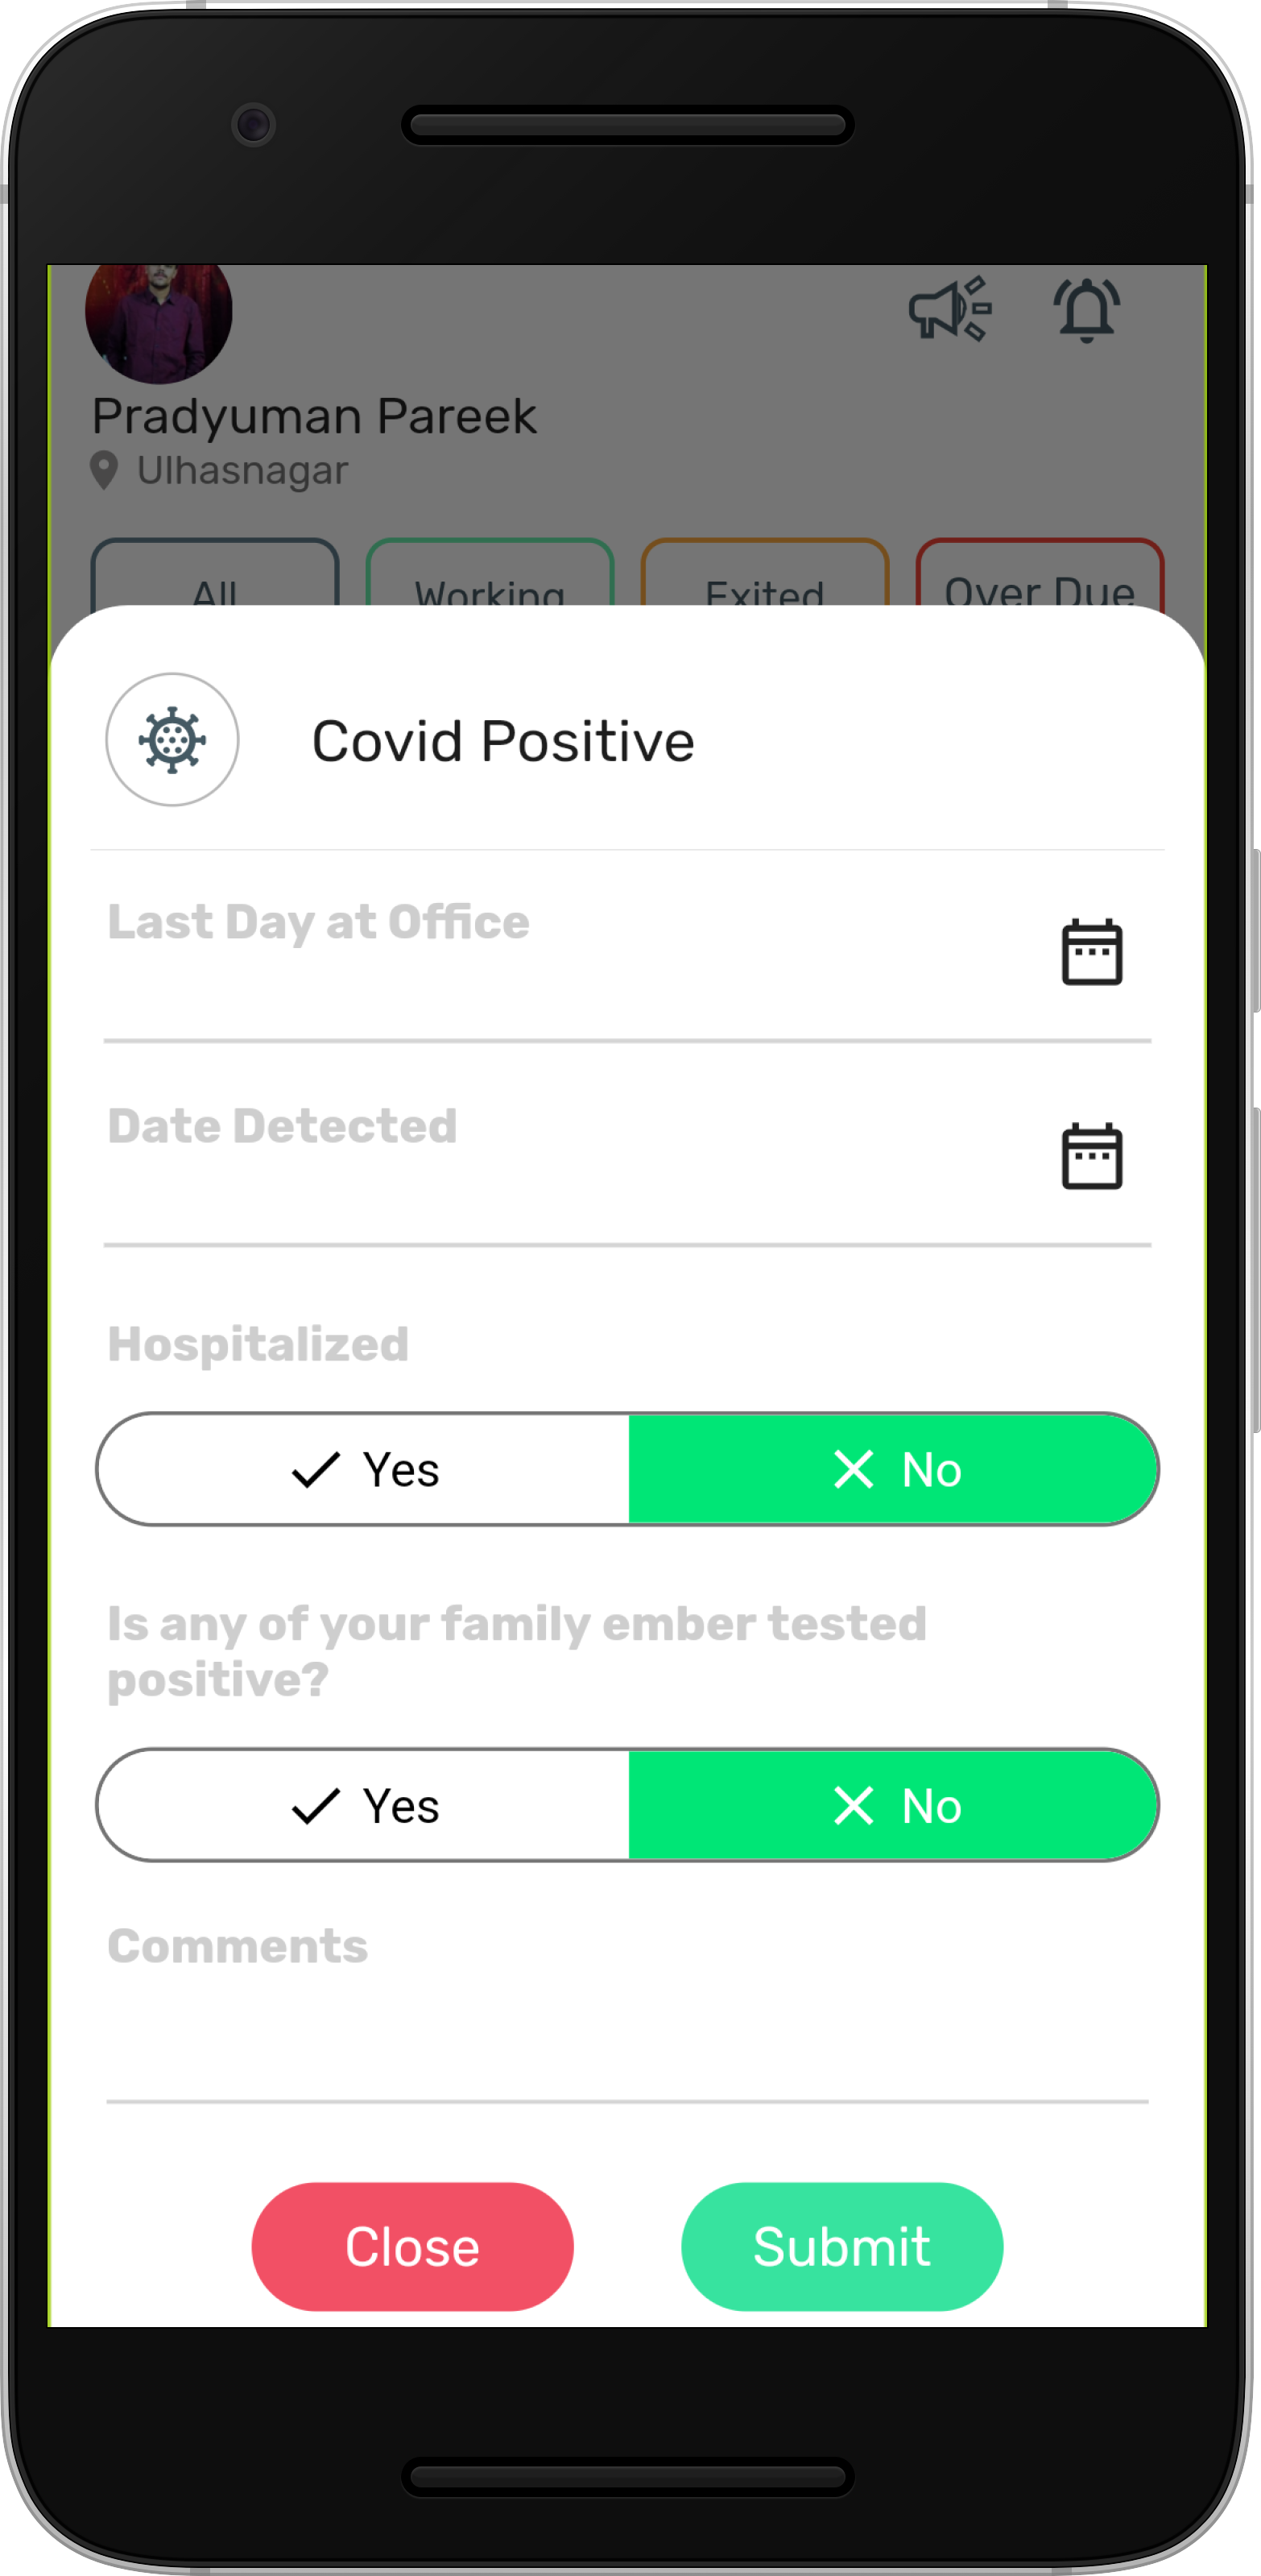 Pradyuman Pareek
Ulhasnagar
All Working Exited Over Due
Covid Positive
Last Day at Office
Date Detected
Hospitalized
Yes No
Is any of your family ember tested
positive?
Yes No
Comments
Close Submit